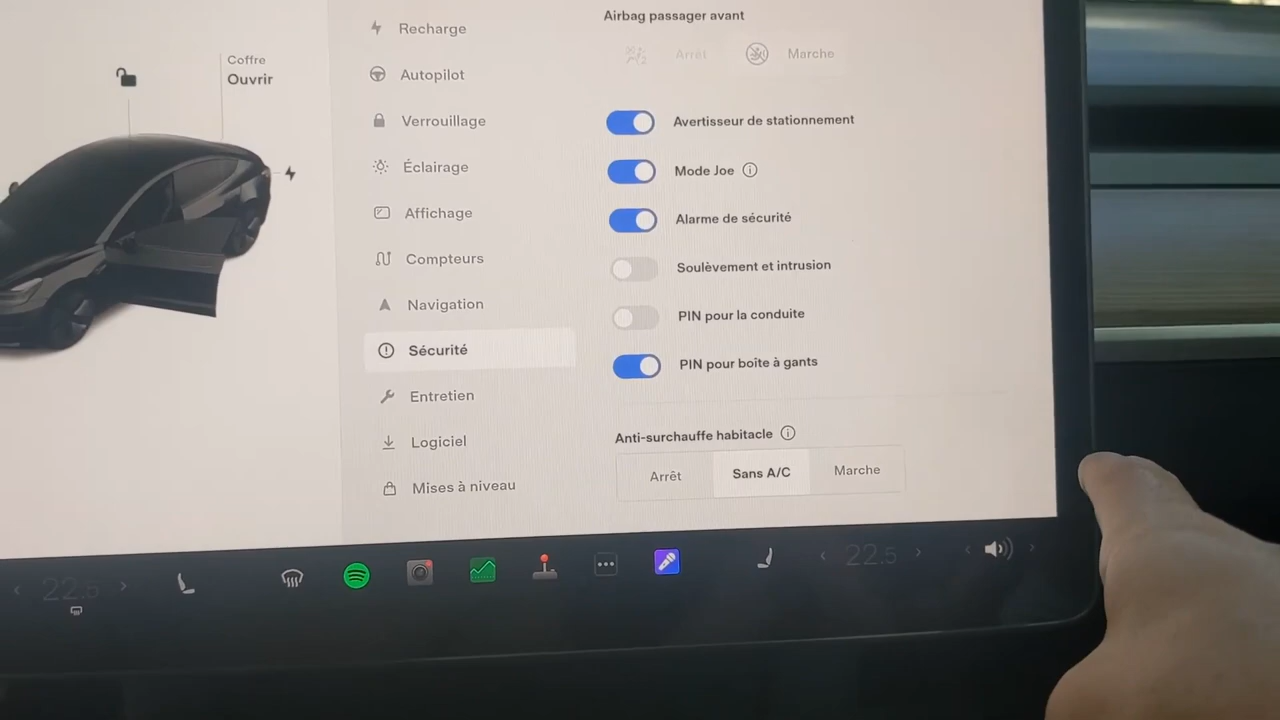 Coffre
Ouvrir
Recharge
Autopilot
Verrouillage
Éclairage
Affichage
Compteurs
Navigation
Sécurité
Entretien
Logiciel
Mises à niveau
Airbag passager avant
Arrêt
Marche
Avertisseur de stationnement
Mode Joe
Alarme de sécurité
Soulèvement et intrusion
PIN pour la conduite
PIN pour boîte à gants
Anti-surchauffe habitacle
Arrêt
Sans A/C
Marche
22.5
22.5